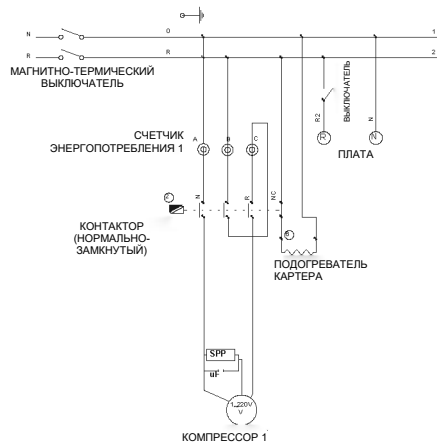 N
0
1
R
R
2
МАГНИТНО-ТЕРМИЧЕСКИЙ
ВЫКЛЮЧАТЕЛЬ
ВЫКЛЮЧАТЕЛЬ
R2
N
СЧЕТЧИК
ЭНЕРГОПОТРЕБЛЕНИЯ 1
A
B
C
ПЛАТА
N
R
NC
КОНТАКТОР
(НОРМАЛЬНО-
ЗАМКНУТЫЙ)
ПОДОГРЕВАТЕЛЬ
КАРТЕРА
SPP
uF
1~220V
V
КОМПРЕССОР 1